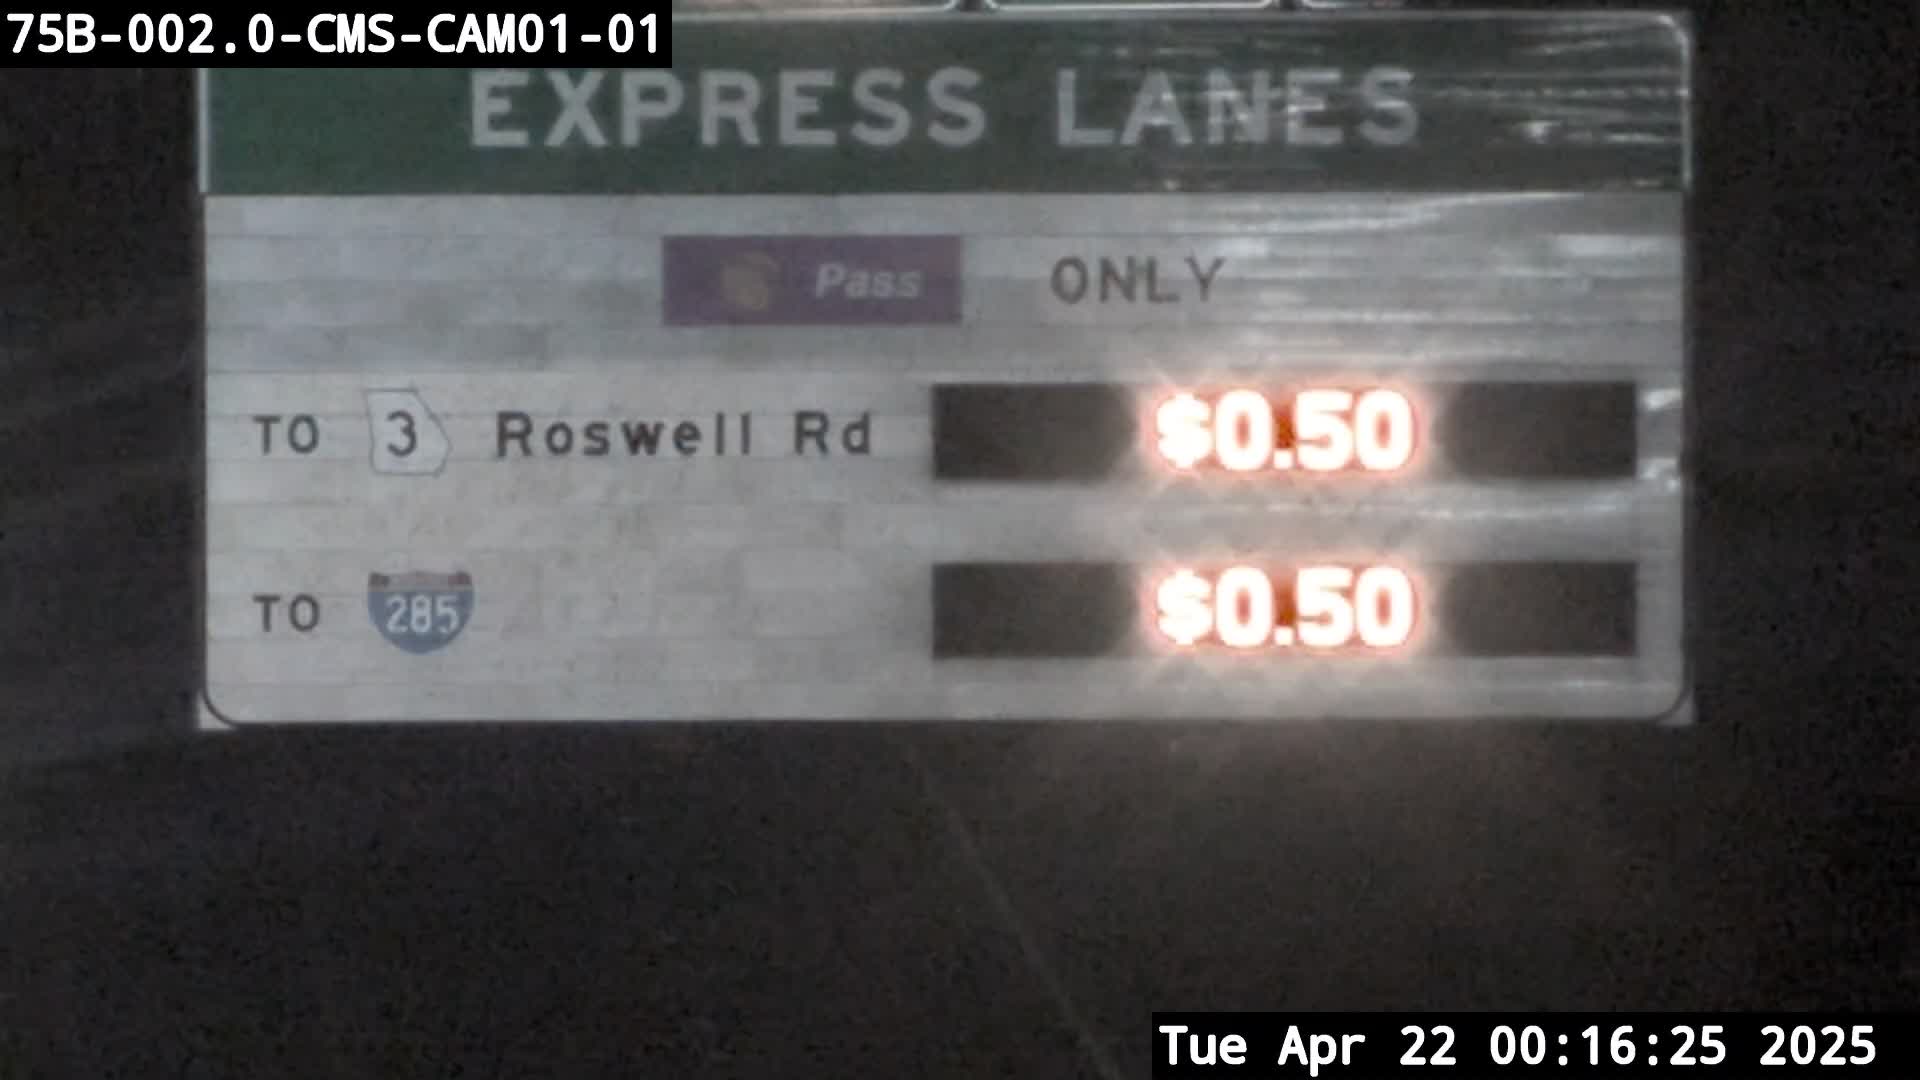 75B-002.0-CMS-CAM01-01
EXPRESS LANES
Pass ONLY
TO 3 Roswell Rd $0.50
TO 285 $0.50
Tue Apr 22 00:16:25 2025